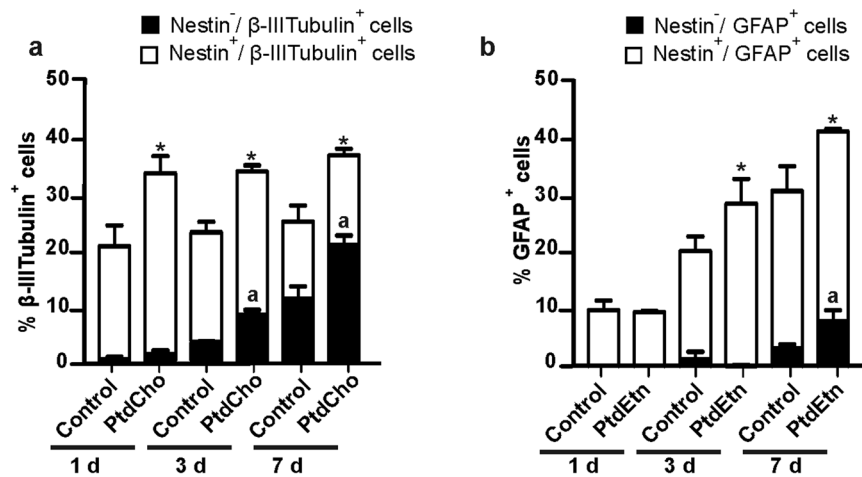 a
Nestin⁻/ β-IIITubulin⁺ cells
Nestin⁺/ β-IIITubulin⁺ cells
% β-IIITubulin⁺ cells
50
40
30
20
10
0
*
*
*
a
a
Control
PtdCho
Control
PtdCho
Control
PtdCho
1 d
3 d
7 d
b
Nestin⁻/ GFAP⁺ cells
Nestin⁺/ GFAP⁺ cells
% GFAP⁺ cells
50
40
30
20
10
0
*
*
a
Control
PtdEtn
Control
PtdEtn
Control
PtdEtn
1 d
3 d
7 d